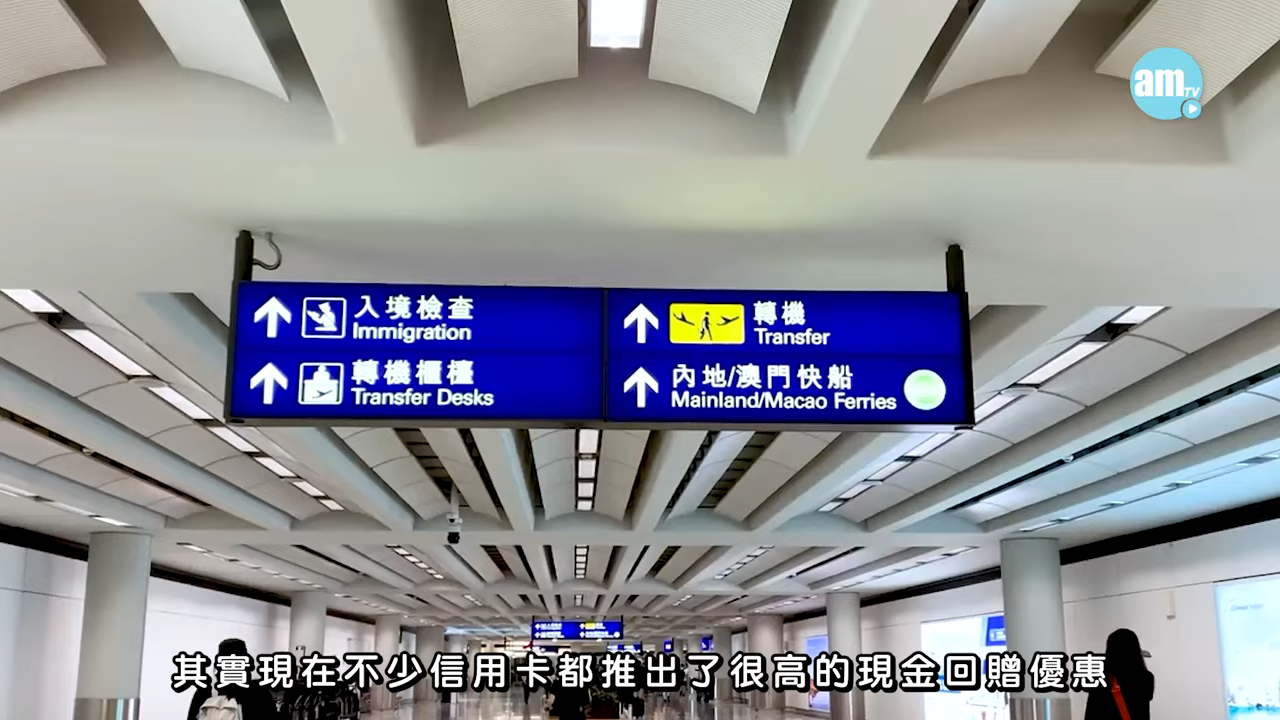 am TV
入境檢查
Immigration
轉機櫃檯
Transfer Desks
轉機
Transfer
內地/澳門快船
Mainland/Macao Ferries
其實現在不少信用卡都推出了很高的現金回贈優惠